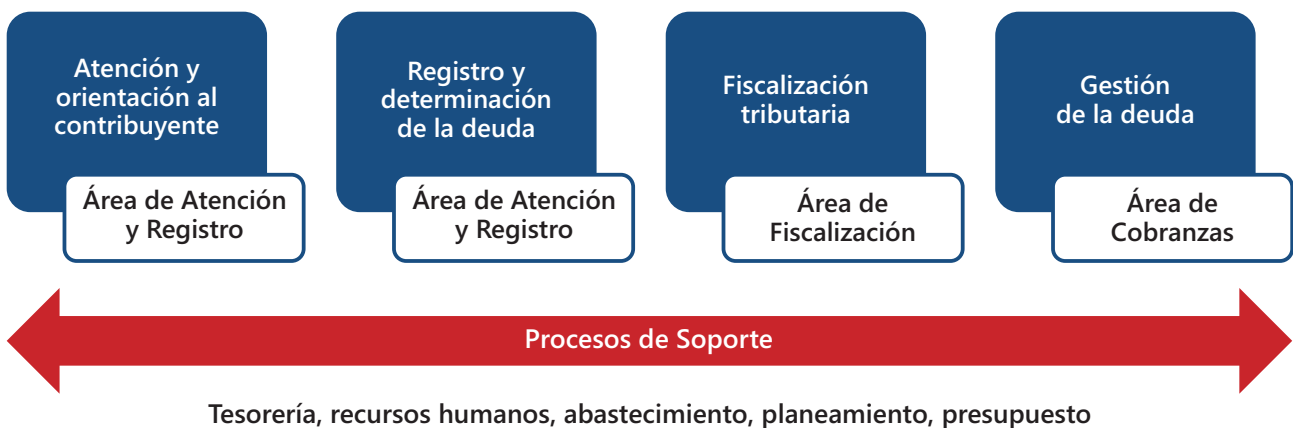 Atención y
orientación al
contribuyente
Área de Atención
y Registro
Registro y
determinación
de la deuda
Área de Atención
y Registro
Fiscalización
tributaria
Área de
Fiscalización
Gestión
de la deuda
Área de
Cobranzas
Procesos de Soporte
Tesorería, recursos humanos, abastecimiento, planeamiento, presupuesto